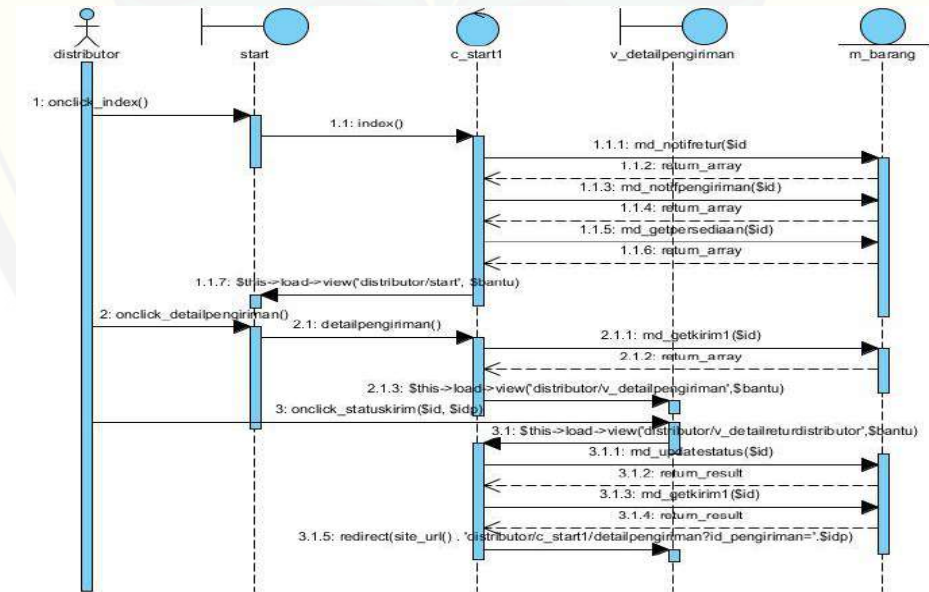 distributor
start
c_start1
v_detailpengiriman
m_barang
1: onclick_index()
1.1: index()
1.1.1: md_notifretur($id
1.1.2: return_array
1.1.3: md_notifpengiriman($id)
1.1.4: return_array
1.1.5: md_getpersediaan($id)
1.1.6: return_array
1.1.7: $this->load->view('distributor/start', $bantu)
2: onclick_detailpengiriman()
2.1: detailpengiriman()
2.1.1: md_getkirim1($id)
2.1.2: return_array
2.1.3: $this->load->view('distributor/v_detailpengiriman',$bantu)
3: onclick_statuskirim($id, $idp)
3.1: $this->load->view('distributor/v_detailreturdistributor',$bantu)
3.1.1: md_updatestatus($id)
3.1.2: return_result
3.1.3: md_getkirim1($id)
3.1.4: return_result
3.1.5: redirect(site_url() . 'distributor/c_start1/detailpengiriman?id_pengiriman='.$idp)